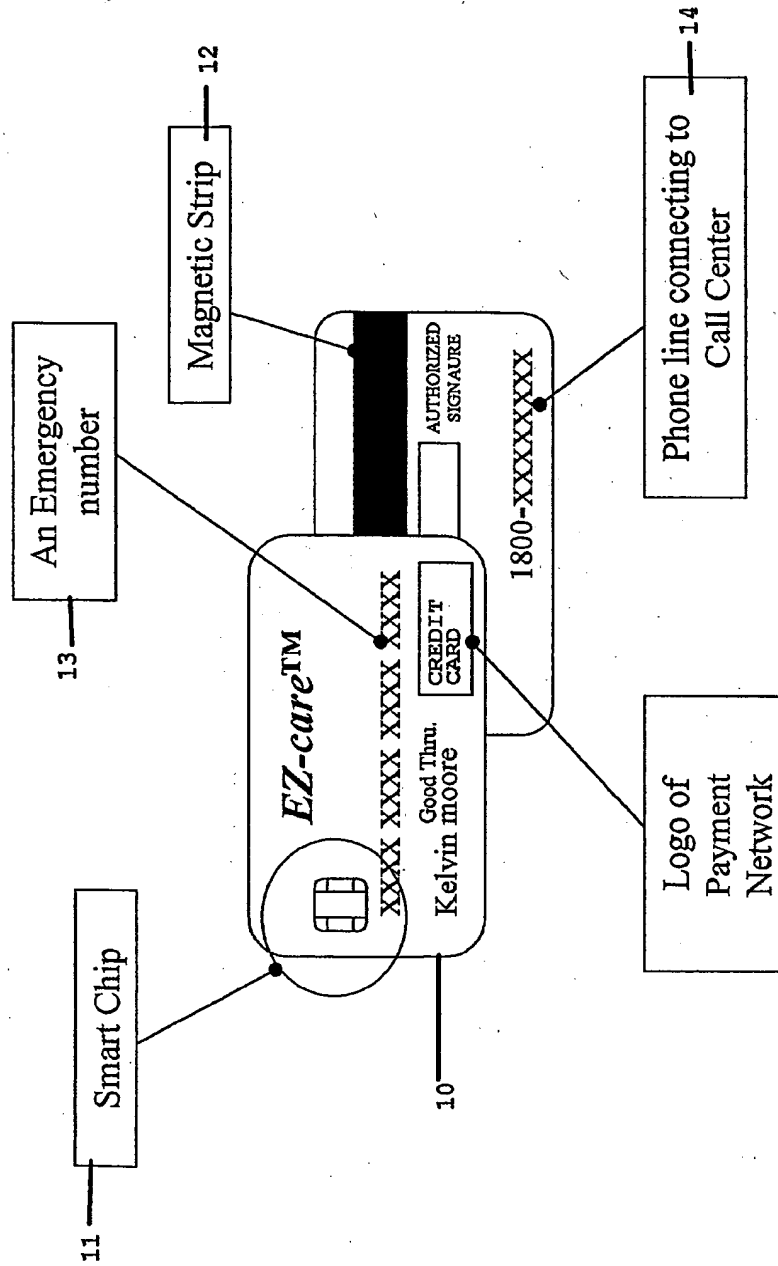 11
Smart Chip
13
An Emergency
number
Magnetic Strip
12
EZ-care™
XXXX XXXX XXXX XXXX
Good Thru.
Kelvin moore
CREDIT
CARD
AUTHORIZED
SIGNAURE
1800-XXXXXXX
10
Logo of
Payment
Network
Phone line connecting to
Call Center
14